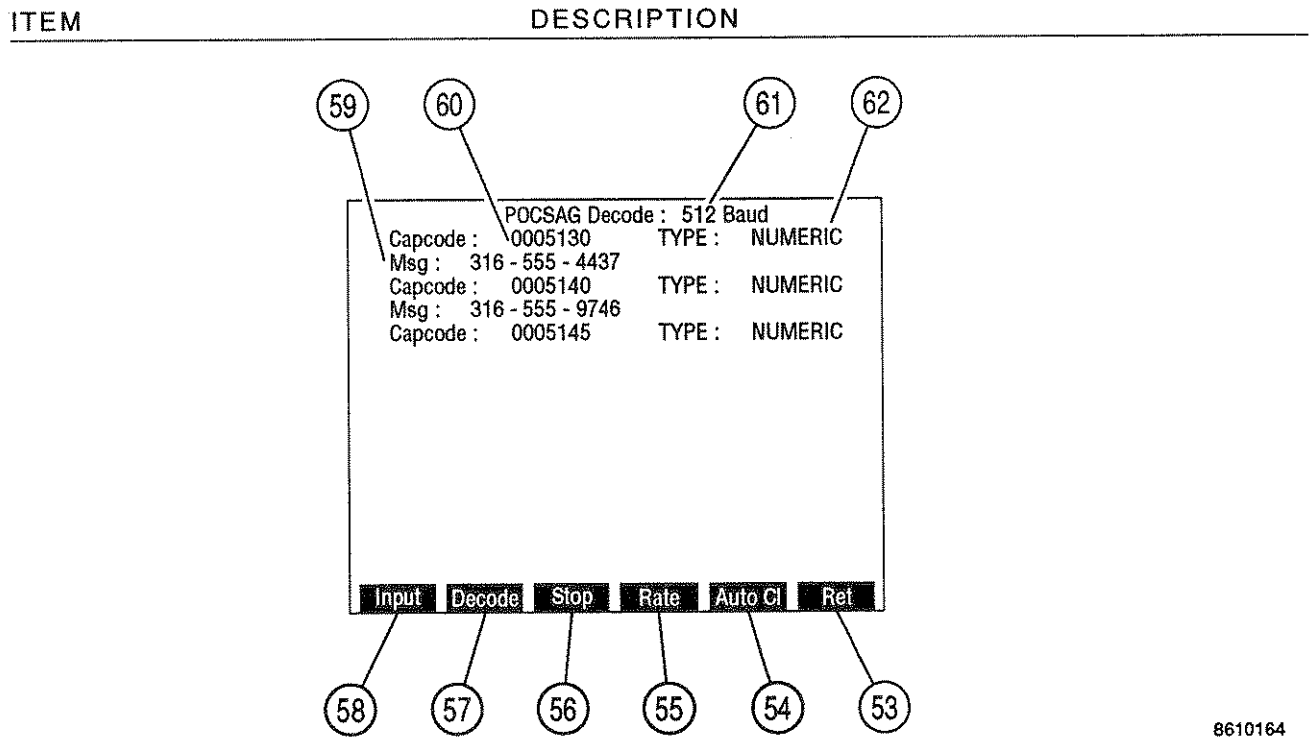 ITEM DESCRIPTION
59 60 61 62
POCSAG Decode : 512 Baud
Capcode : 0005130 TYPE : NUMERIC
Msg : 316 - 555 - 4437
Capcode : 0005140 TYPE : NUMERIC
Msg : 316 - 555 - 9746
Capcode : 0005145 TYPE : NUMERIC
Input Decode Stop Rate Auto Cl Ret
58 57 56 55 54 53
8610164